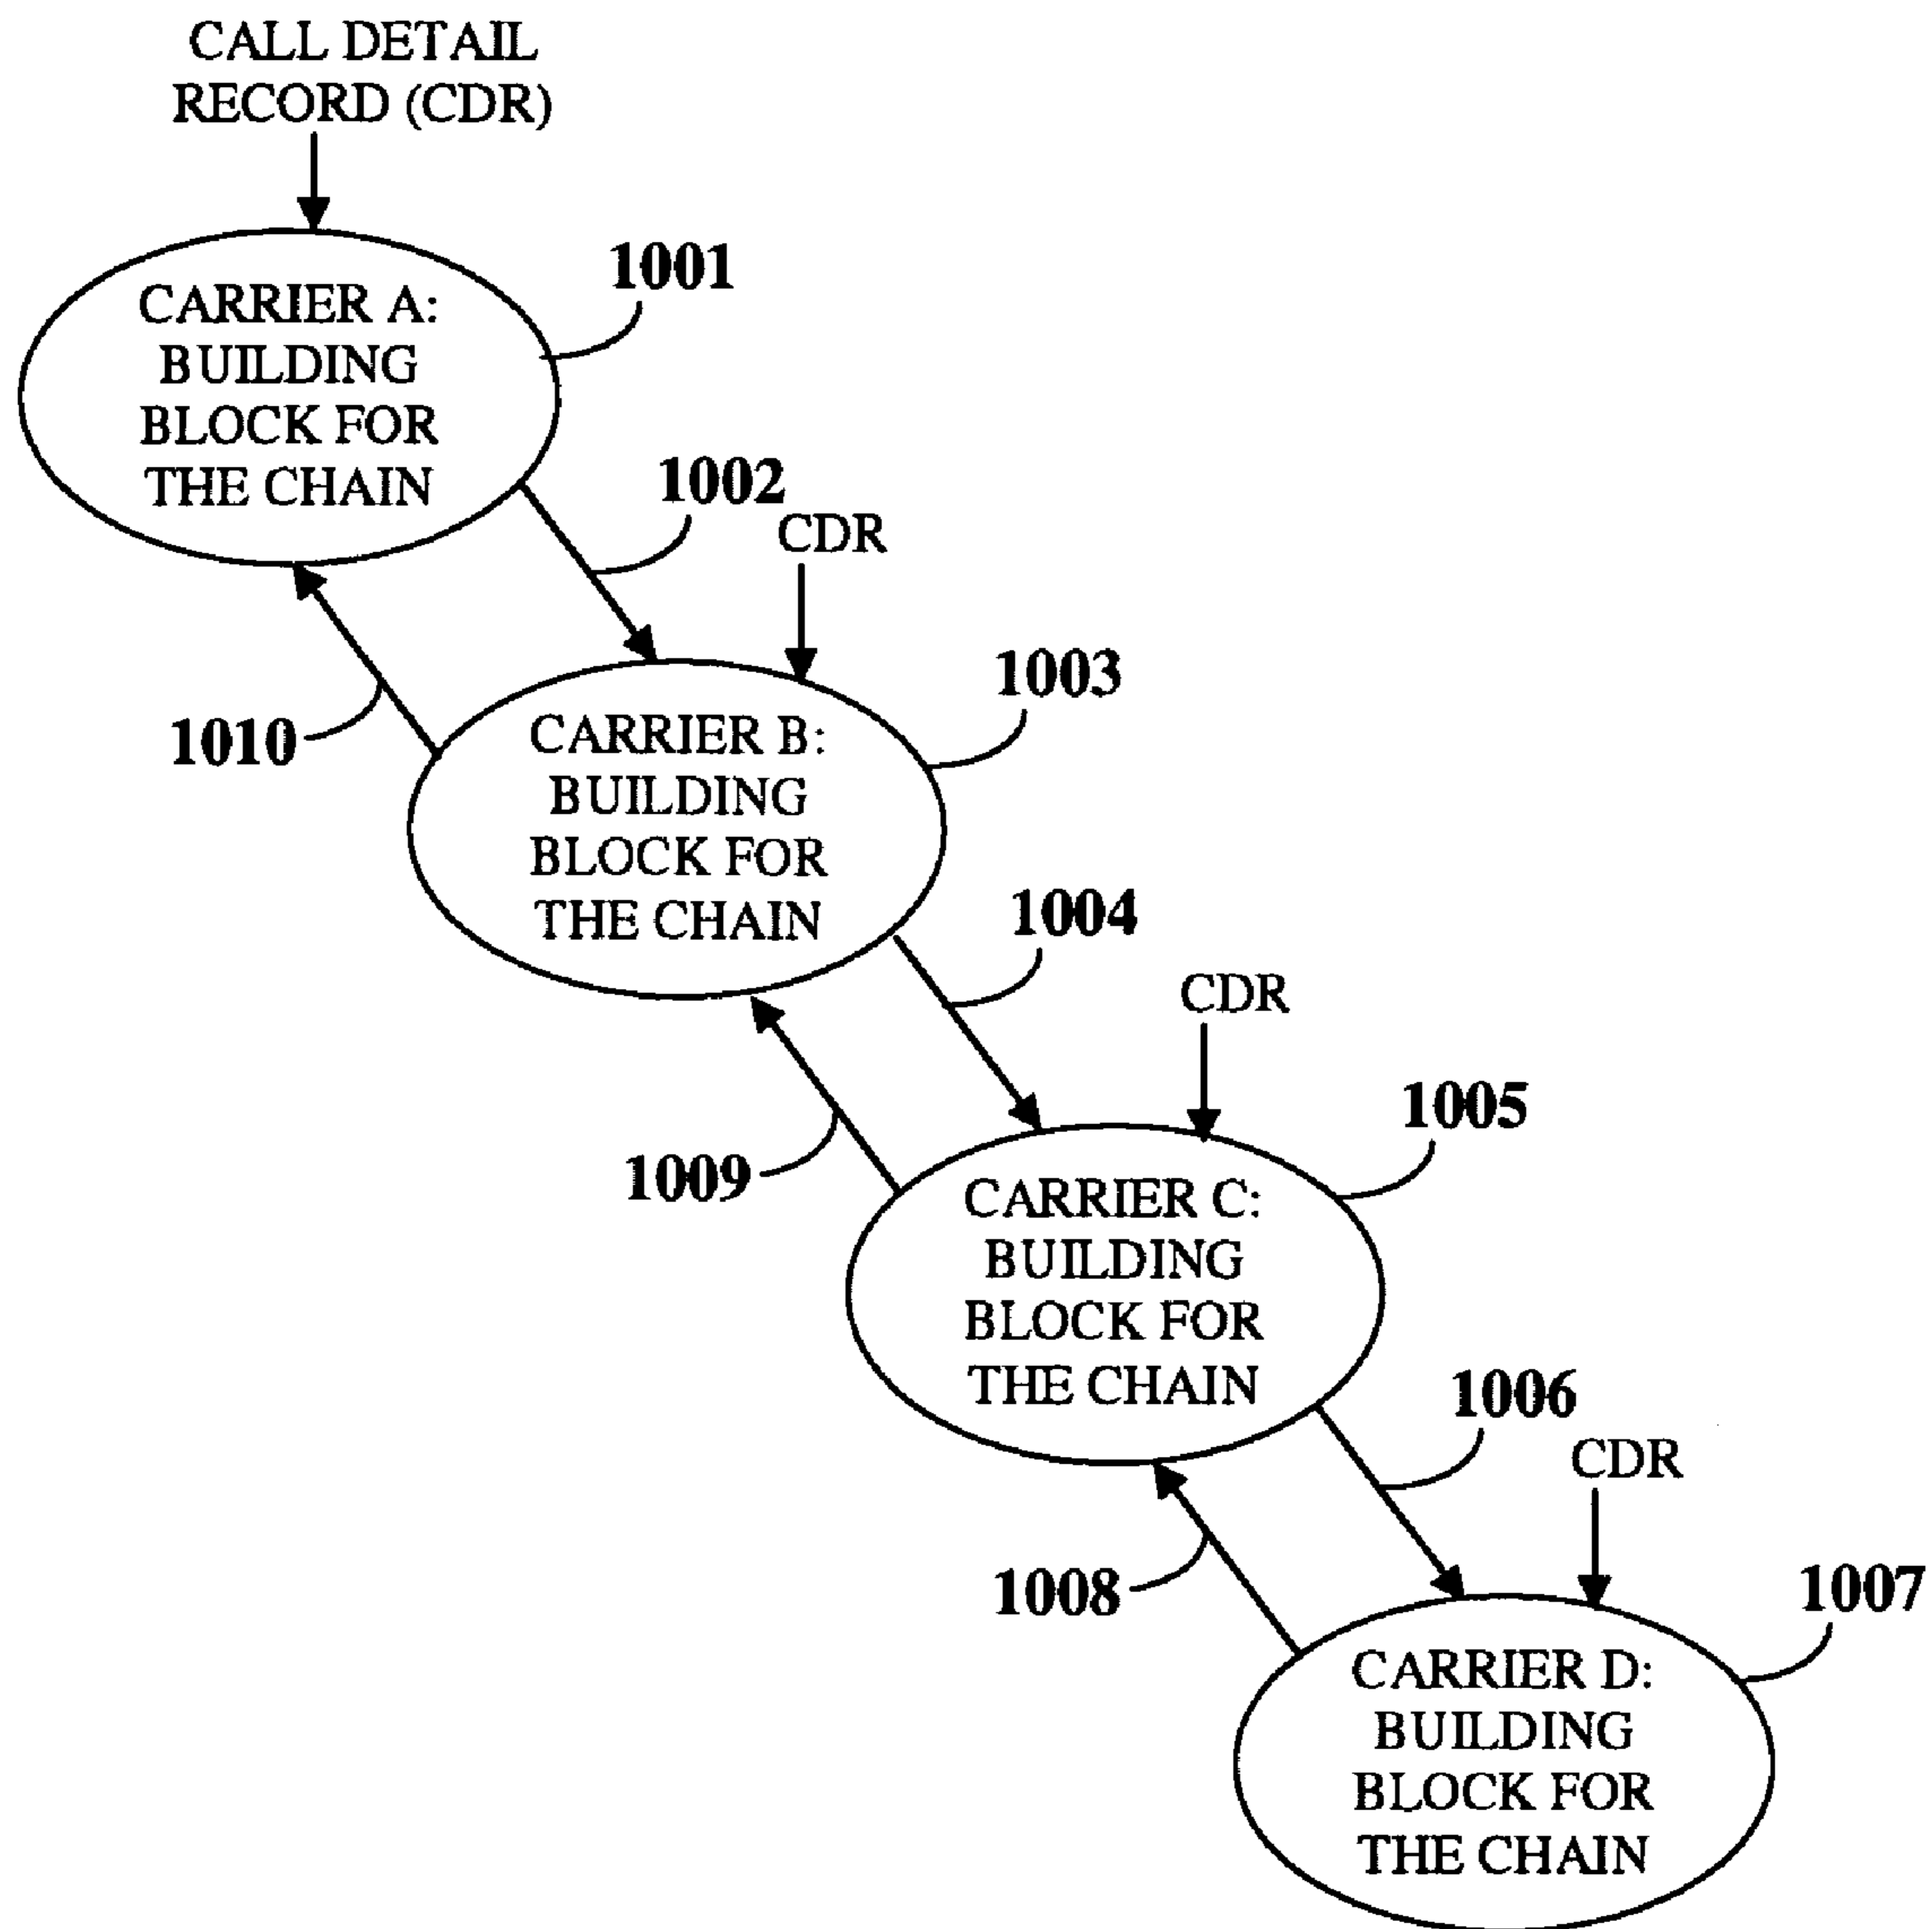 CALL DETAIL
RECORD (CDR)
1001
CARRIER A:
BUILDING
BLOCK FOR
THE CHAIN
1002
CDR
1003
1010
CARRIER B:
BUILDING
BLOCK FOR
THE CHAIN
1004
CDR
1005
1009
CARRIER C:
BUILDING
BLOCK FOR
THE CHAIN
1006
CDR
1007
1008
CARRIER D:
BUILDING
BLOCK FOR
THE CHAIN